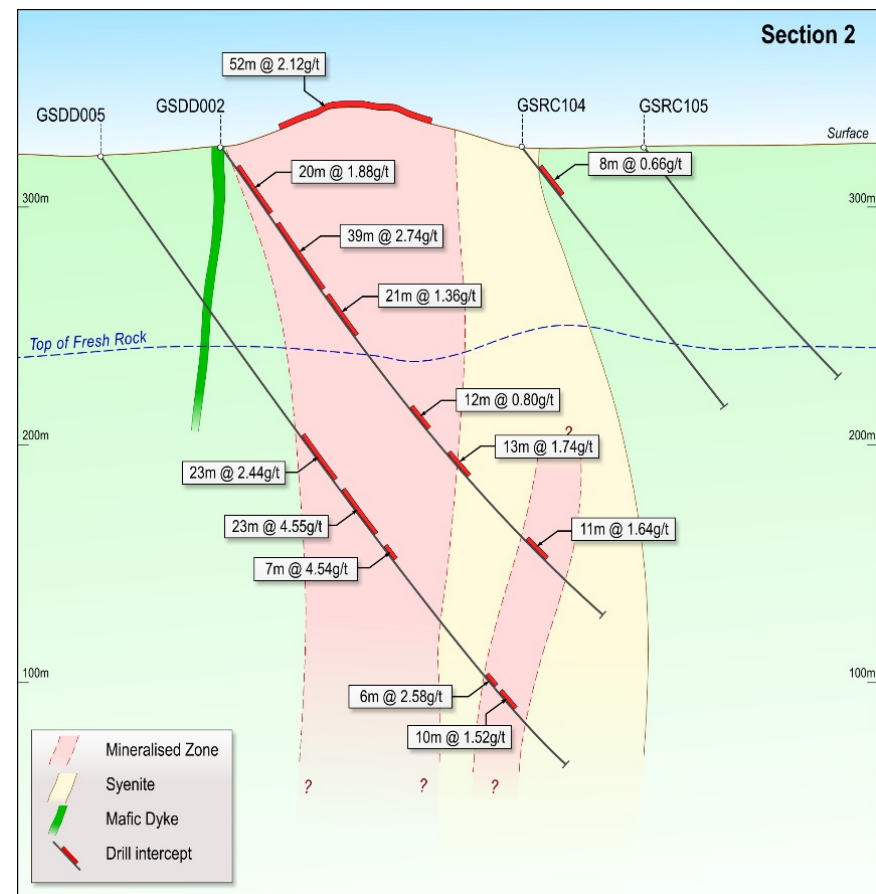 Section 2
52m @ 2.12g/t
GSDD005
GSDD002
GSRC104
GSRC105
Surface
20m @ 1.88g/t
8m @ 0.66g/t
300m
300m
39m @ 2.74g/t
21m @ 1.36g/t
Top of Fresh Rock
12m @ 0.80g/t
?
200m
200m
13m @ 1.74g/t
23m @ 2.44g/t
23m @ 4.55g/t
11m @ 1.64g/t
7m @ 4.54g/t
100m
100m
6m @ 2.58g/t
10m @ 1.52g/t
? ? ?
Mineralised Zone
Syenite
Mafic Dyke
Drill intercept